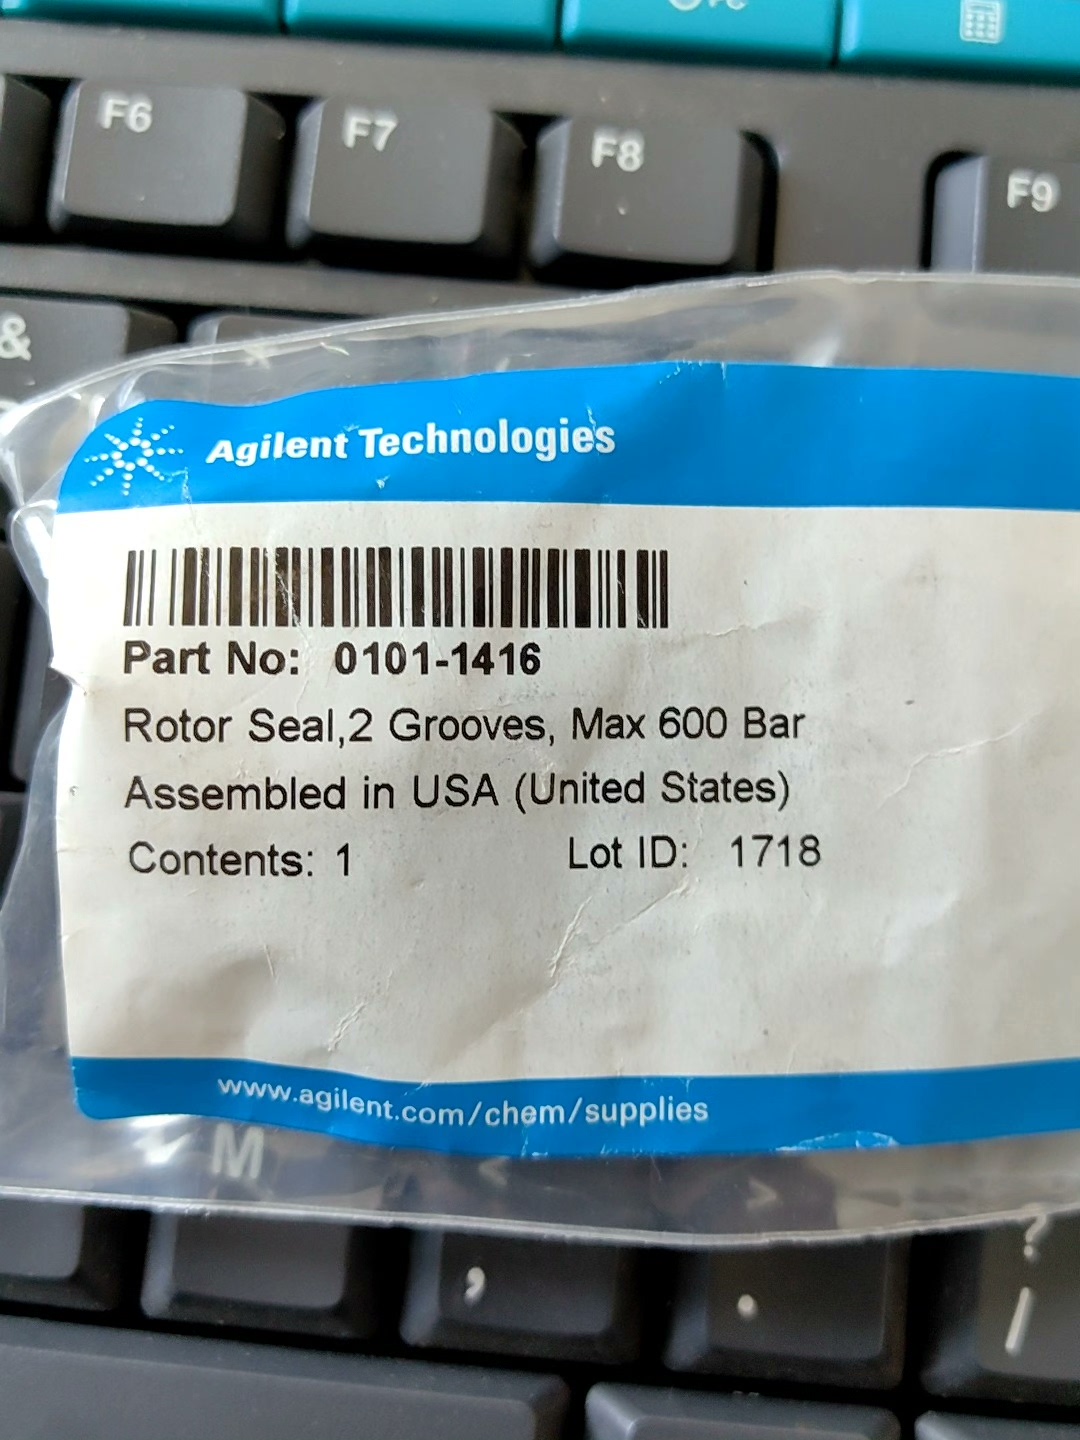 F6 F7 F8 F9
&
Agilent Technologies
Part No: 0101-1416
Rotor Seal,2 Grooves, Max 600 Bar
Assembled in USA (United States)
Contents: 1 Lot ID: 1718
www.agilent.com/chem/supplies
M < >
, . ? /